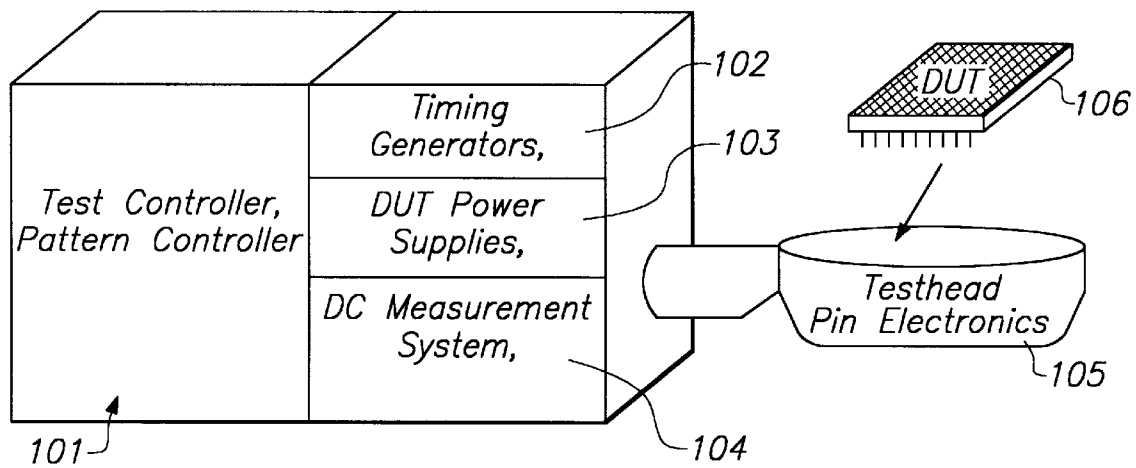 Test Controller,
Pattern Controller
101
Timing
Generators,
102
DUT Power
Supplies,
103
DC Measurement
System,
104
DUT
106
Testhead
Pin Electronics
105